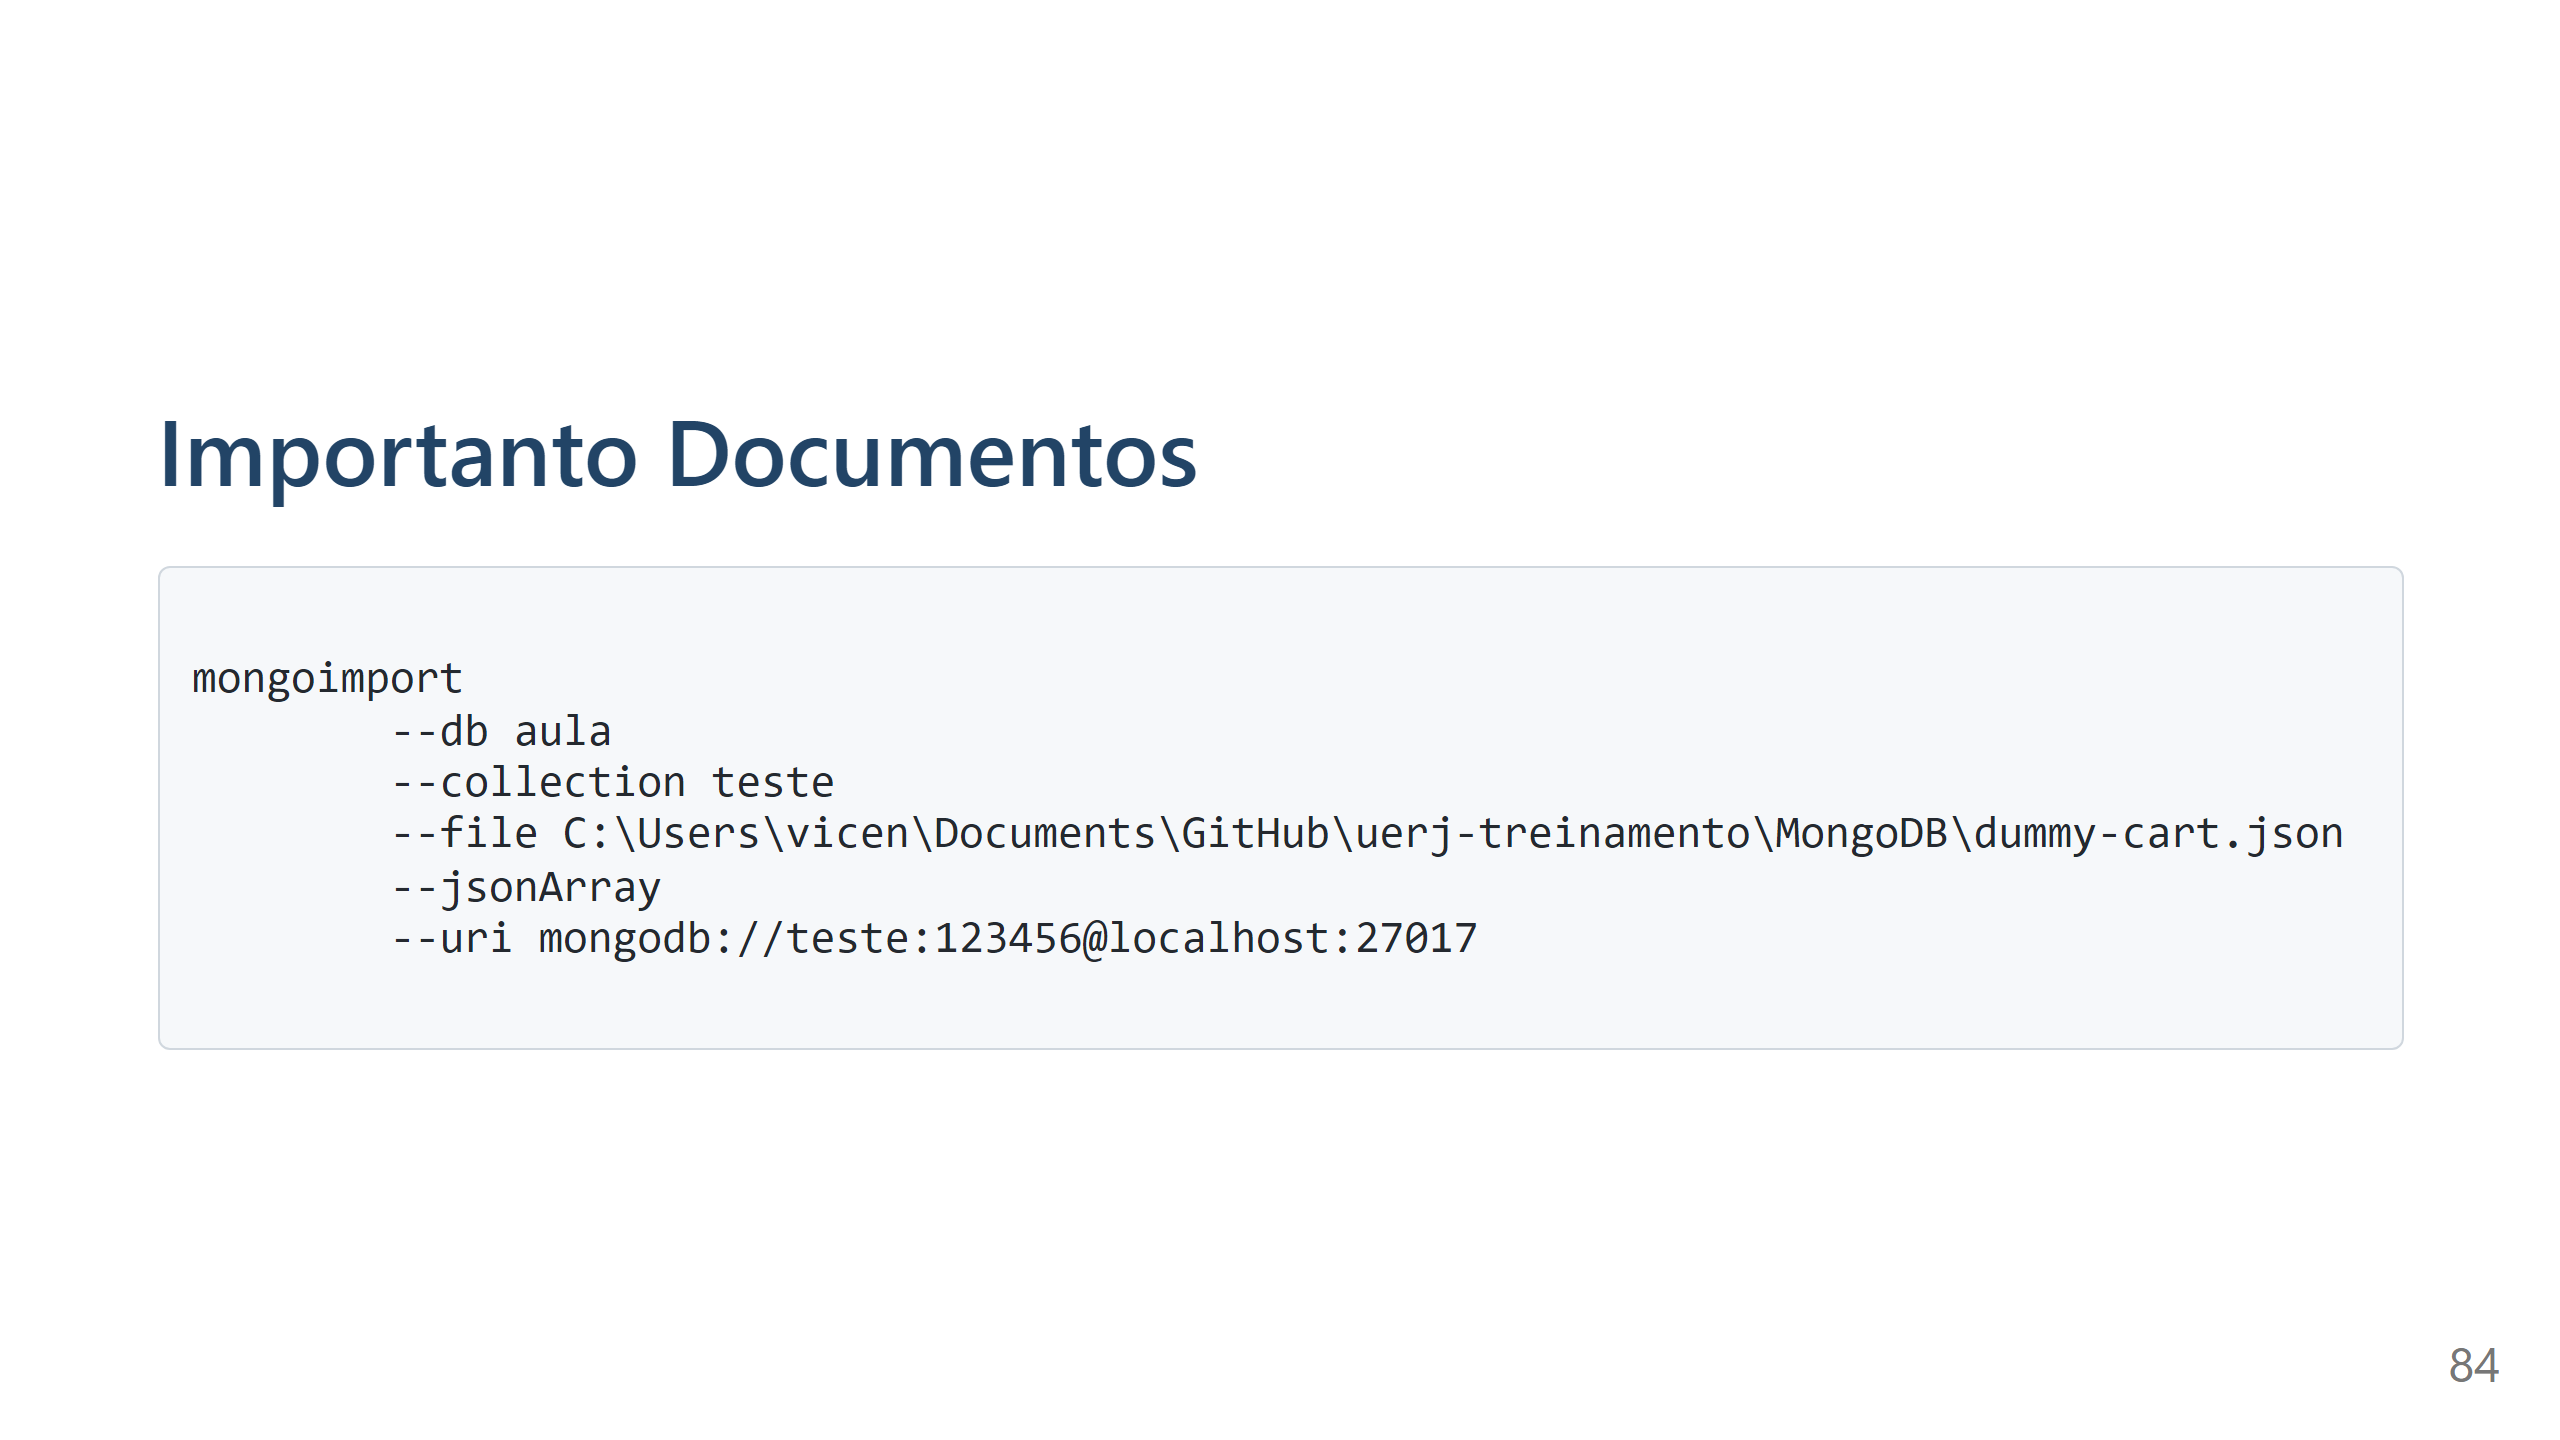 Importanto Documentos
mongoimport
--db aula
--collection teste
--file C:\Users\vicen\Documents\GitHub\uerj-treinamento\MongoDB\dummy-cart.json
--jsonArray
--uri mongodb://teste:123456@localhost:27017
84